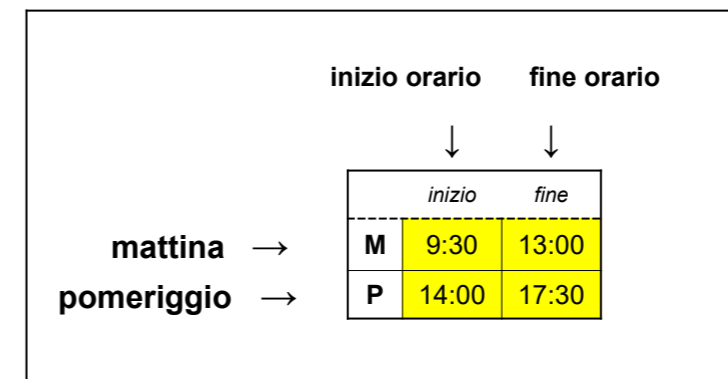 inizio orario fine orario
↓ ↓
inizio fine
mattina → M 9:30 13:00
pomeriggio → P 14:00 17:30